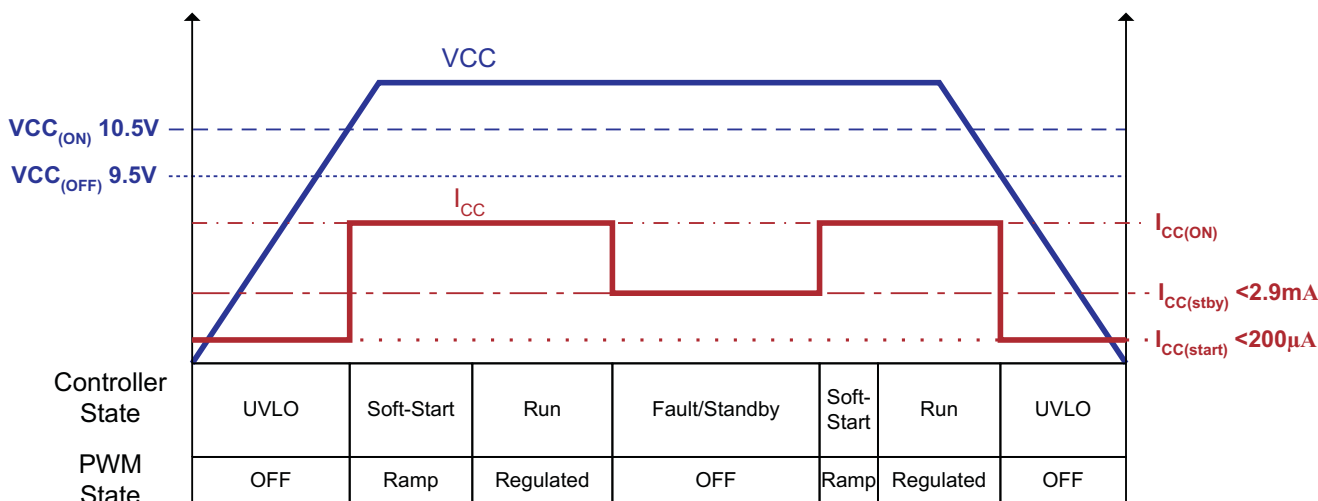 VCC
VCC(ON) 10.5V
VCC(OFF) 9.5V
ICC
ICC(ON)
ICC(stby) <2.9mA
ICC(start) <200µA
Controller
State
UVLO
Soft-Start
Run
Fault/Standby
Soft-
Start
Run
UVLO
PWM
State
OFF
Ramp
Regulated
OFF
Ramp
Regulated
OFF